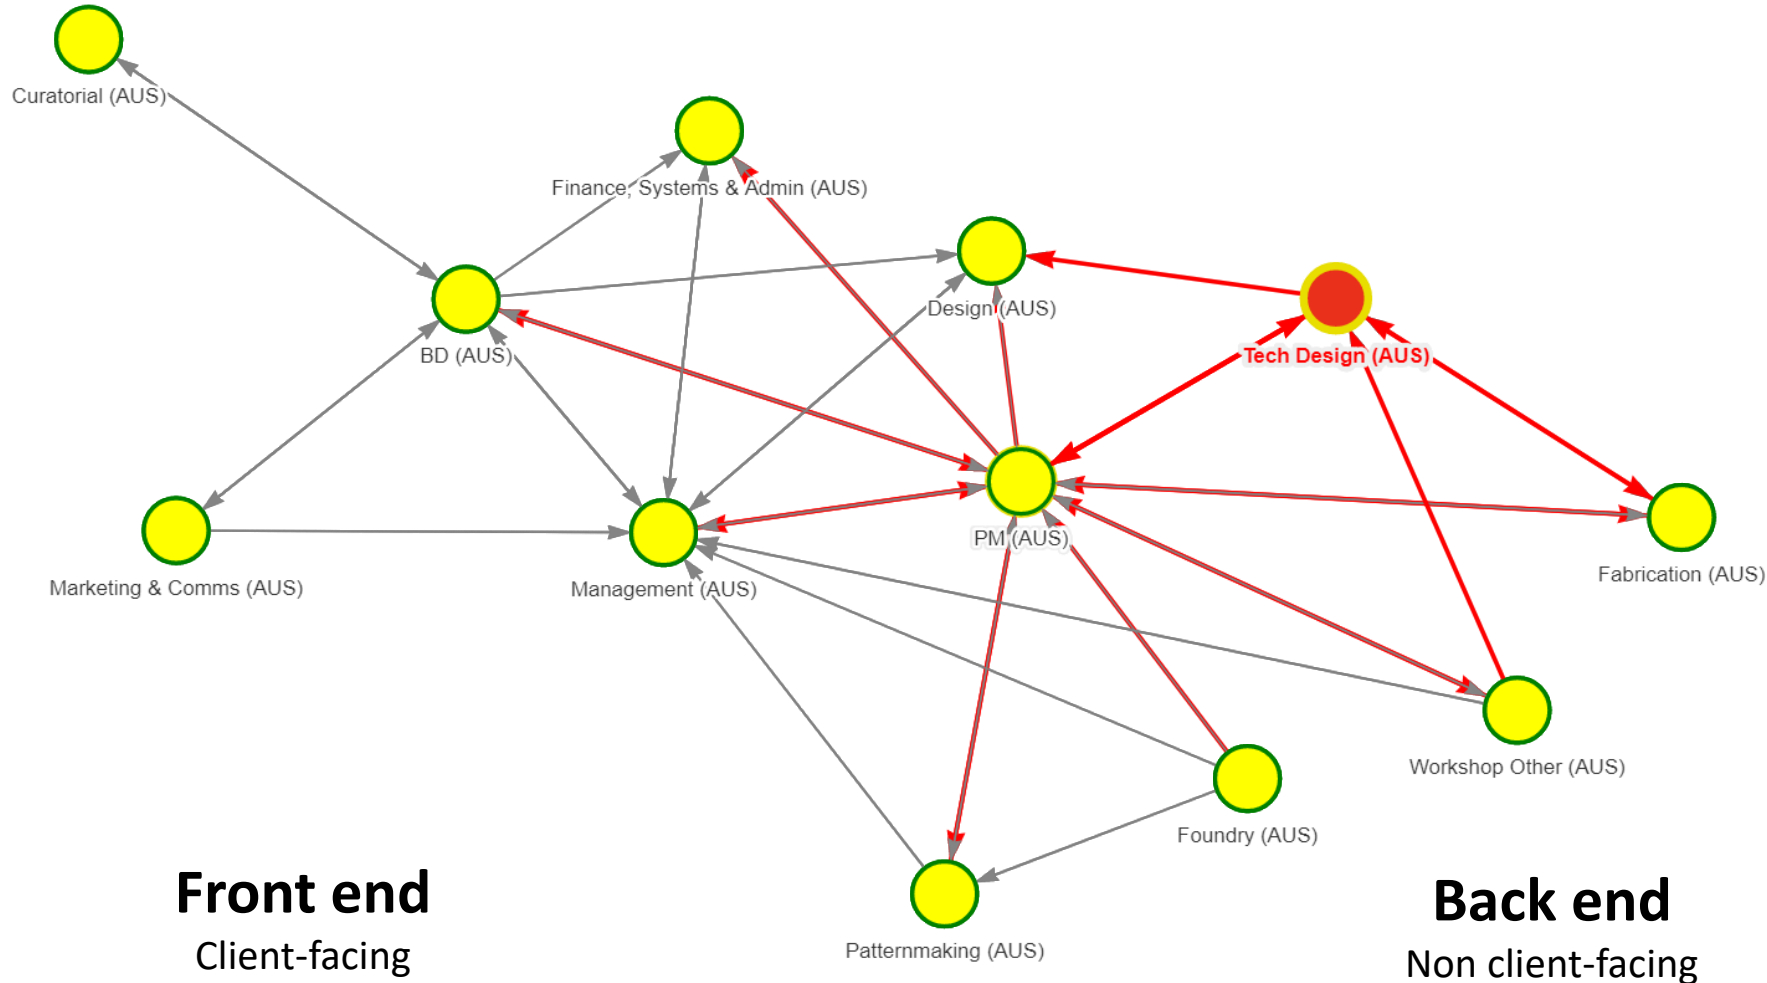 Curatorial (AUS)
Finance, Systems & Admin (AUS)
Design (AUS)
BD (AUS)
Tech Design (AUS)
PM (AUS)
Fabrication (AUS)
Marketing & Comms (AUS)
Management (AUS)
Workshop Other (AUS)
Foundry (AUS)
Patternmaking (AUS)
Front end
Client-facing
Back end
Non client-facing